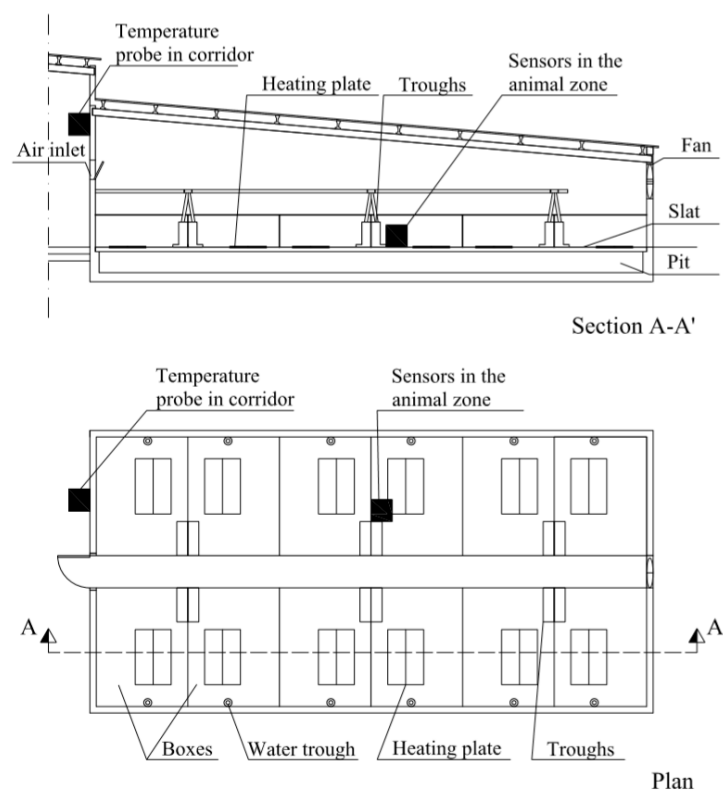 Temperature
probe in corridor
Heating plate
Troughs
Sensors in the
animal zone
Air inlet
Fan
Slat
Pit
Section A-A'
Temperature
probe in corridor
Sensors in the
animal zone
A
A
Boxes
Water trough
Heating plate
Troughs
Plan